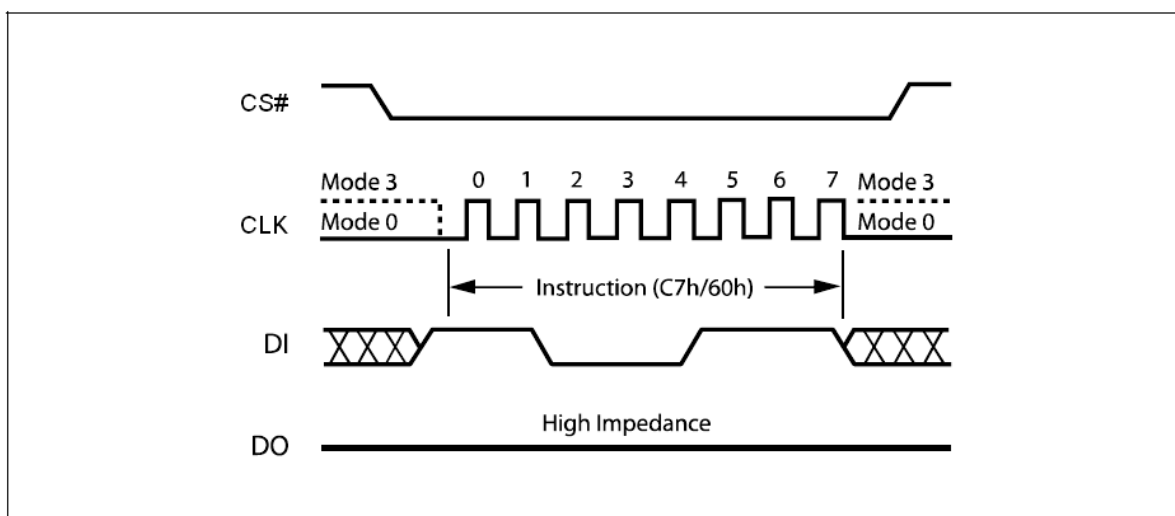 CS#
Mode 3 0 1 2 3 4 5 6 7 Mode 3
CLK Mode 0 Mode 0
Instruction (C7h/60h)
DI
High Impedance
DO